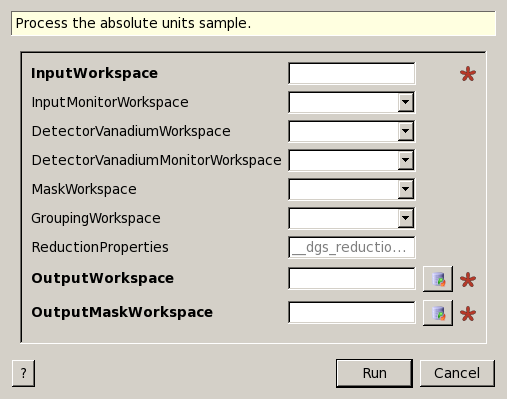 Process the absolute units sample.
InputWorkspace
InputMonitorWorkspace
DetectorVanadiumWorkspace
DetectorVanadiumMonitorWorkspace
MaskWorkspace
GroupingWorkspace
ReductionProperties __dgs_reductio...
OutputWorkspace
OutputMaskWorkspace
? Run Cancel